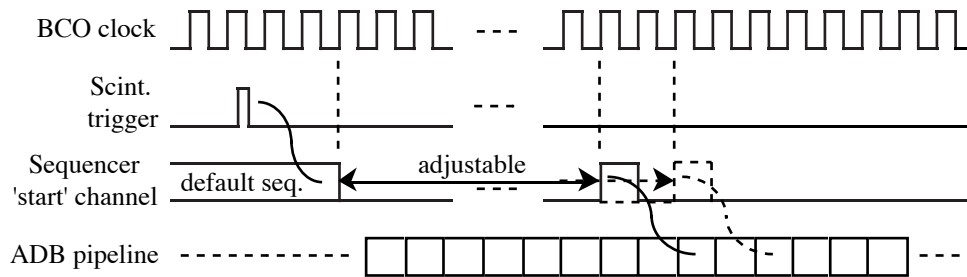 BCO clock
Scint.
trigger
Sequencer
'start' channel
default seq.
adjustable
ADB pipeline